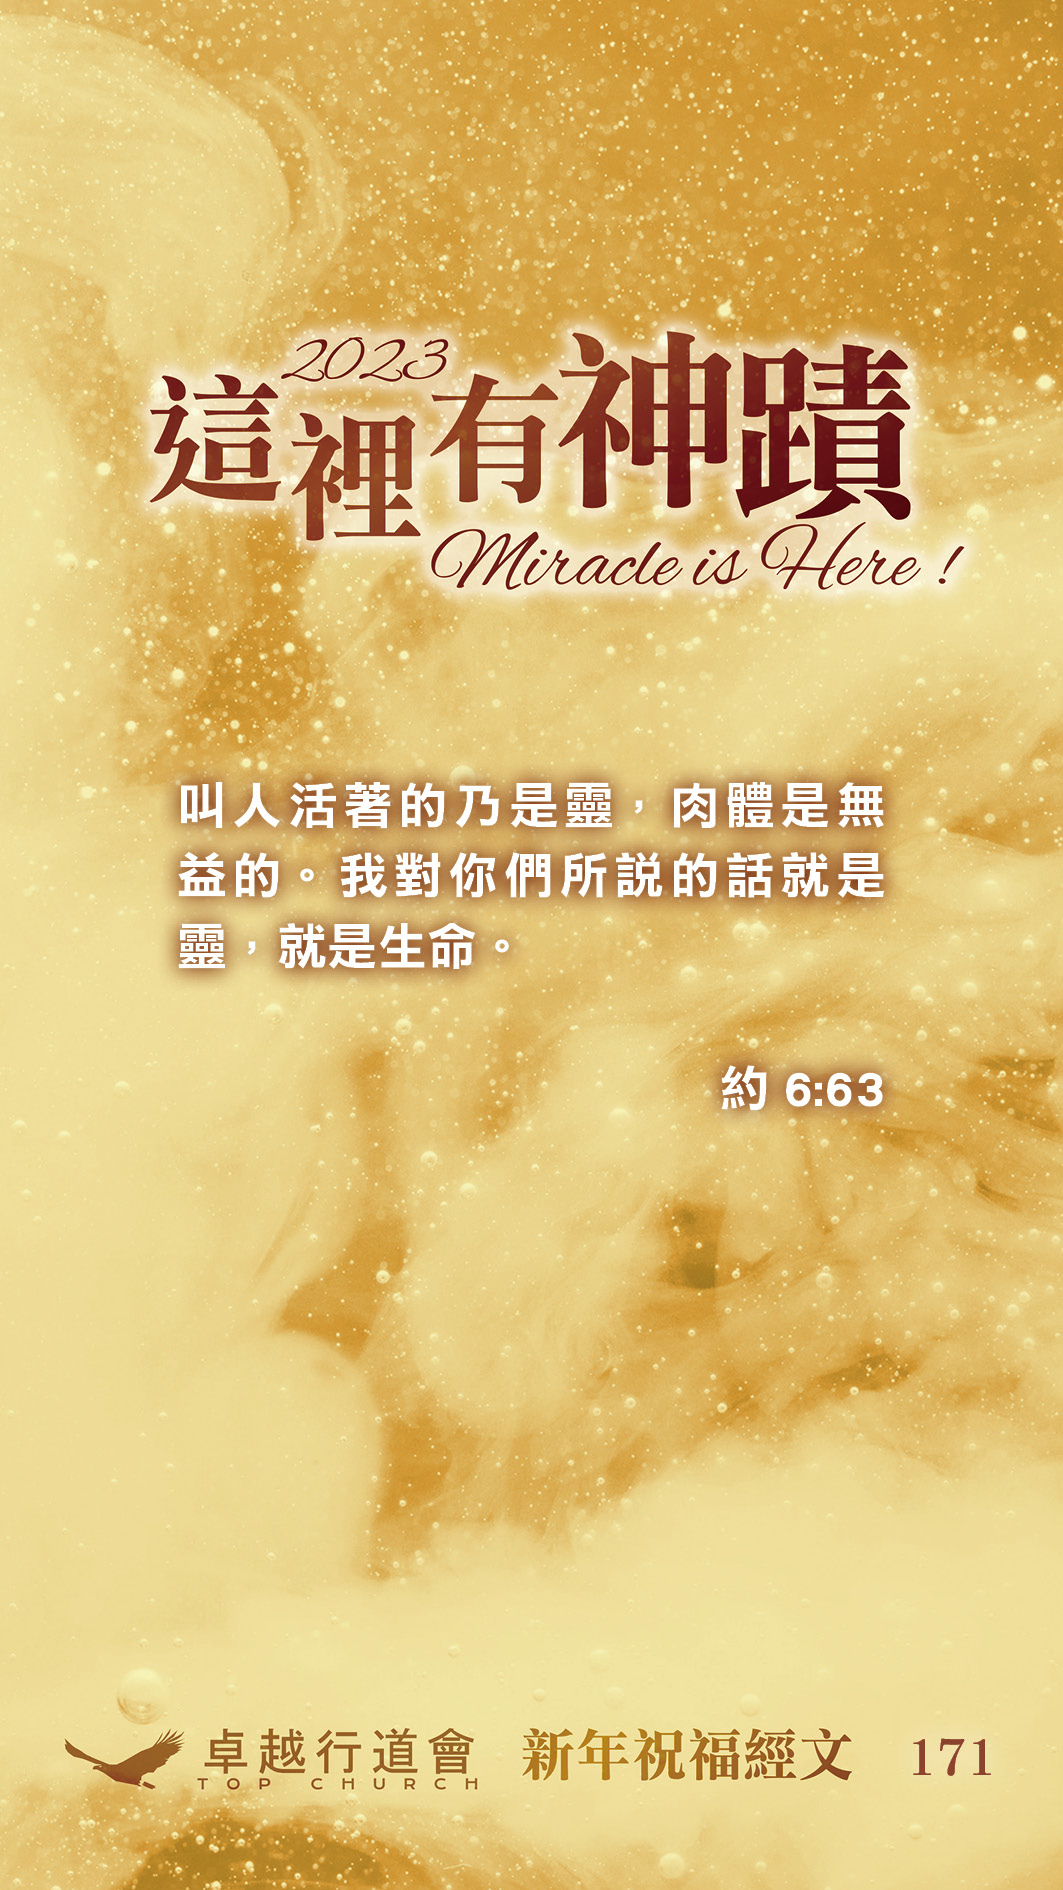 2023
這裡有神蹟
Miracle is Here !
叫人活著的乃是靈，肉體是無
益的。我對你們所説的話就是
靈，就是生命。
約 6:63
卓越行道會
TOP CHURCH
新年祝福經文
171